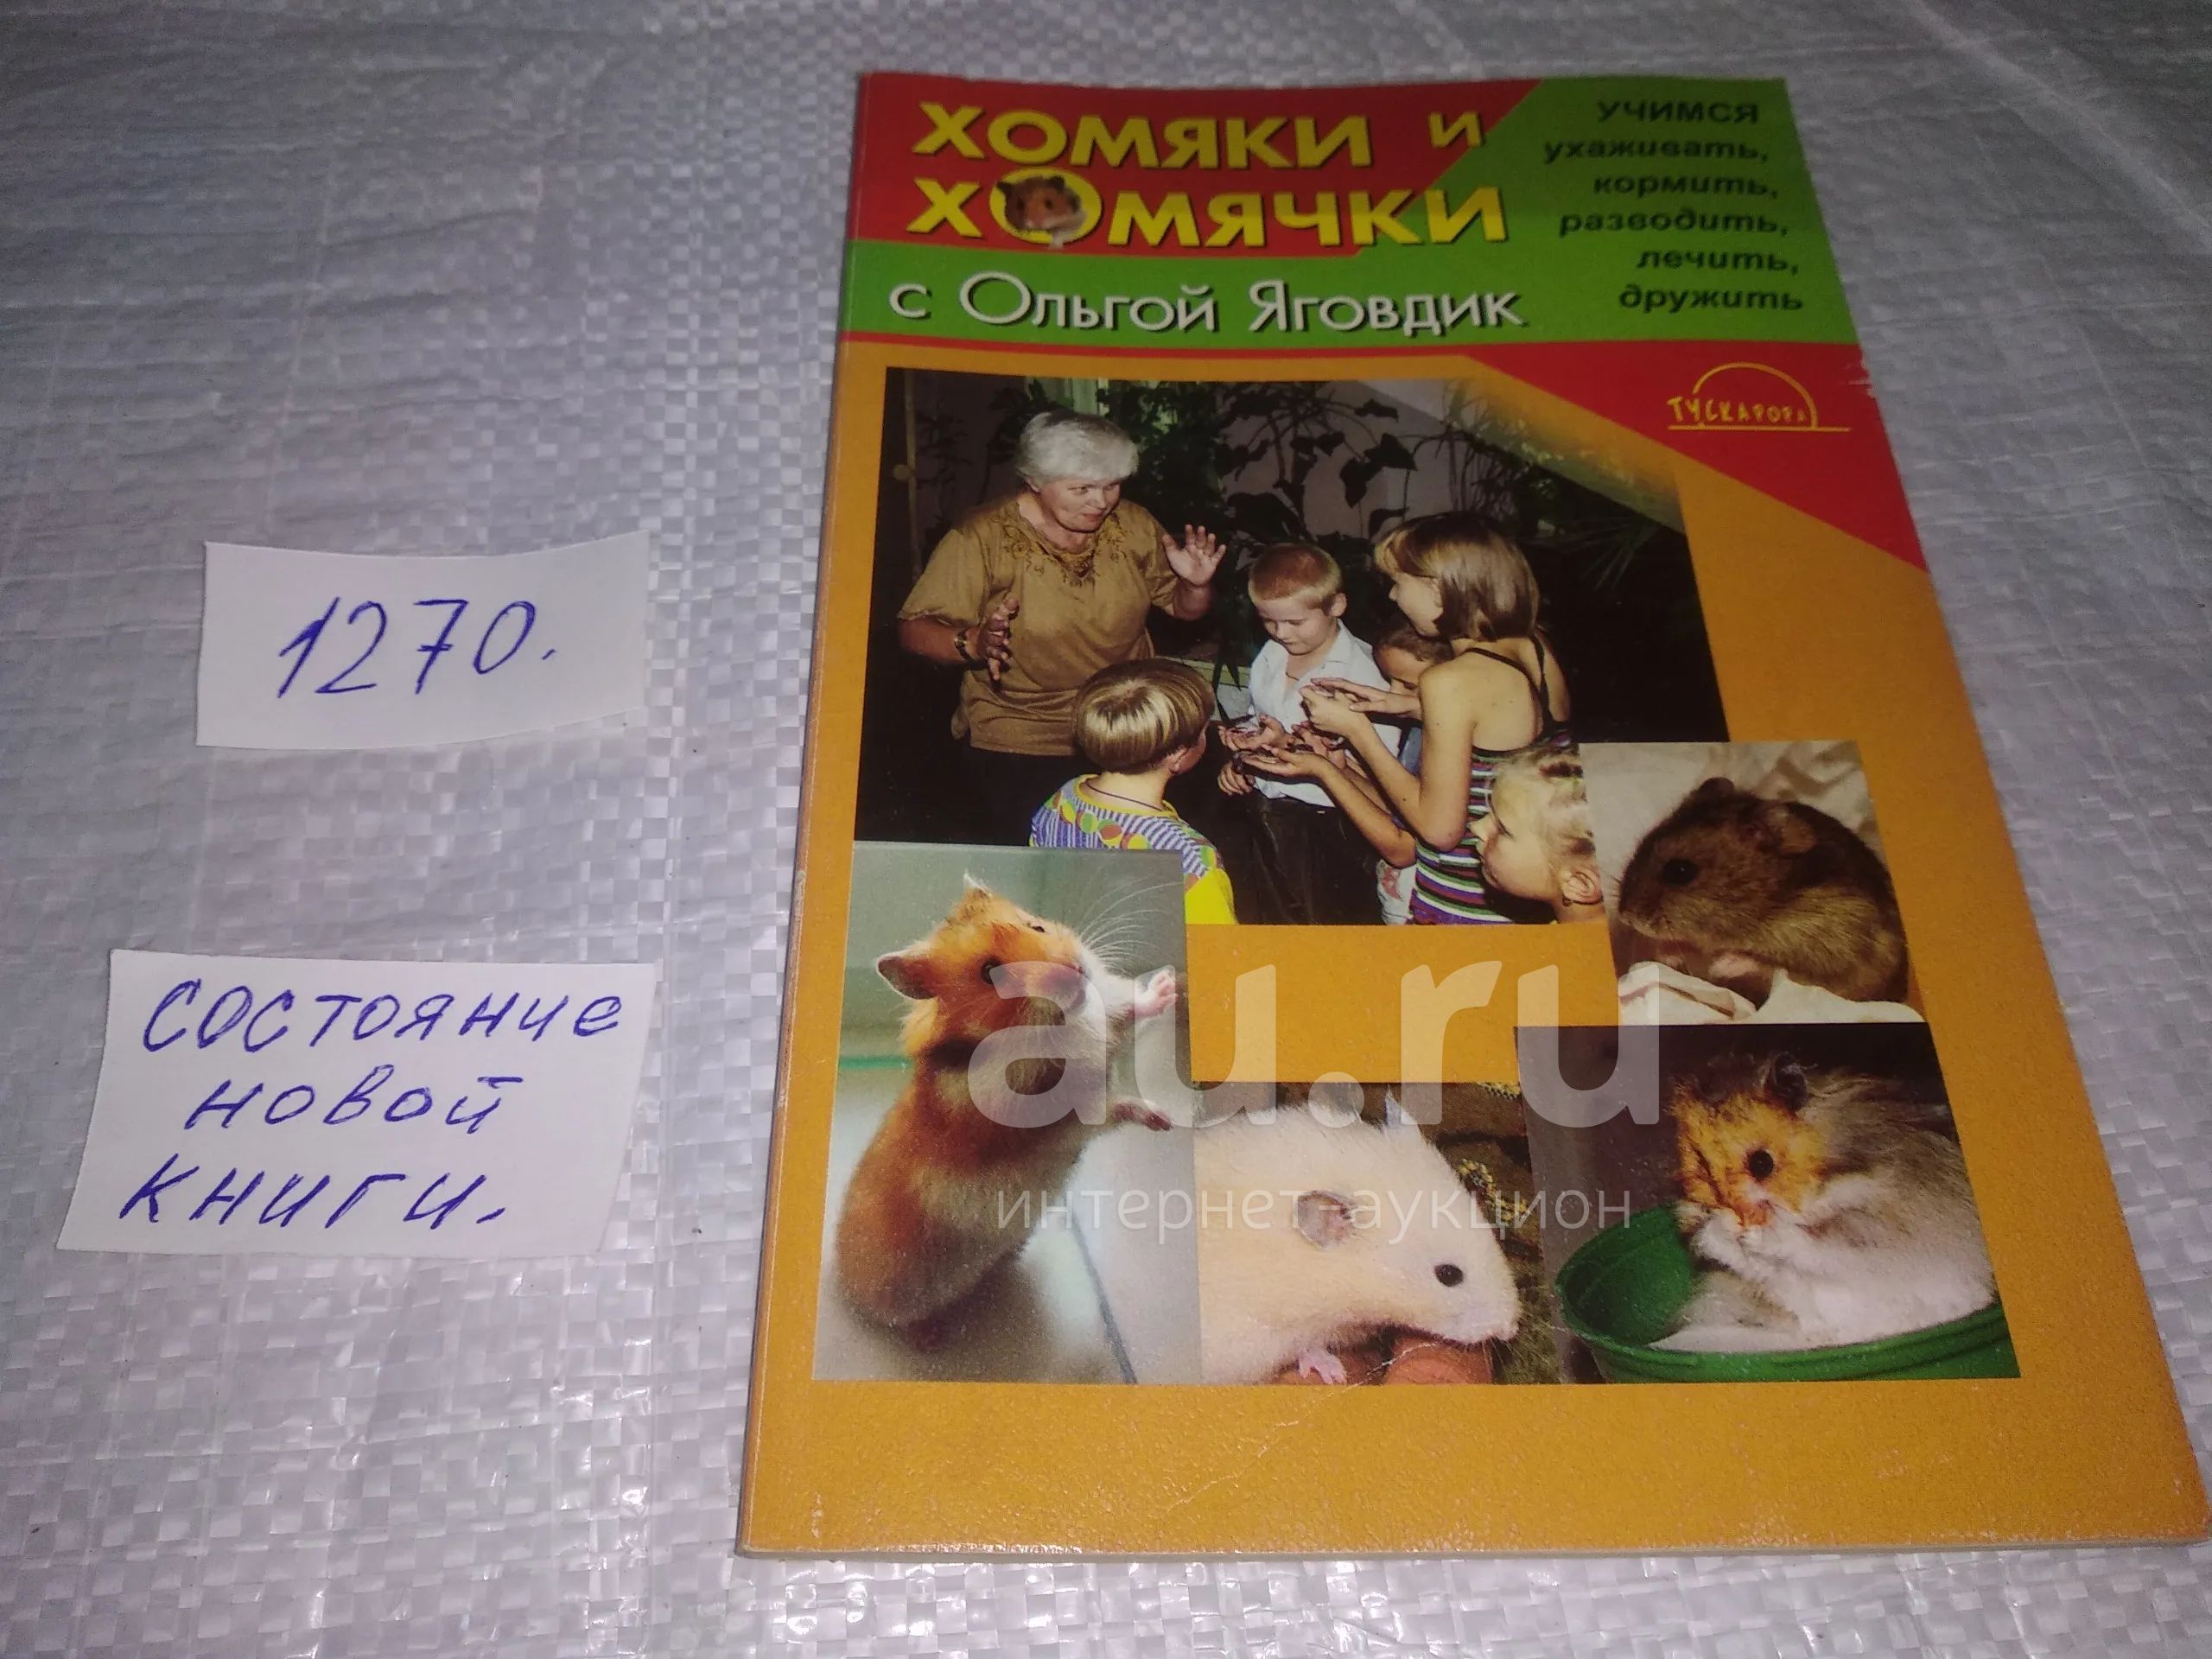 ХОМЯКИ И
ХОМЯЧКИ
с Ольгой Яговдик
УЧИМСЯ
ухаживать,
кормить,
разводить,
лечить,
дружить
ТУСКАРОРА
1270.
состояние
новой
книги.
au.ru
интернет-аукцион